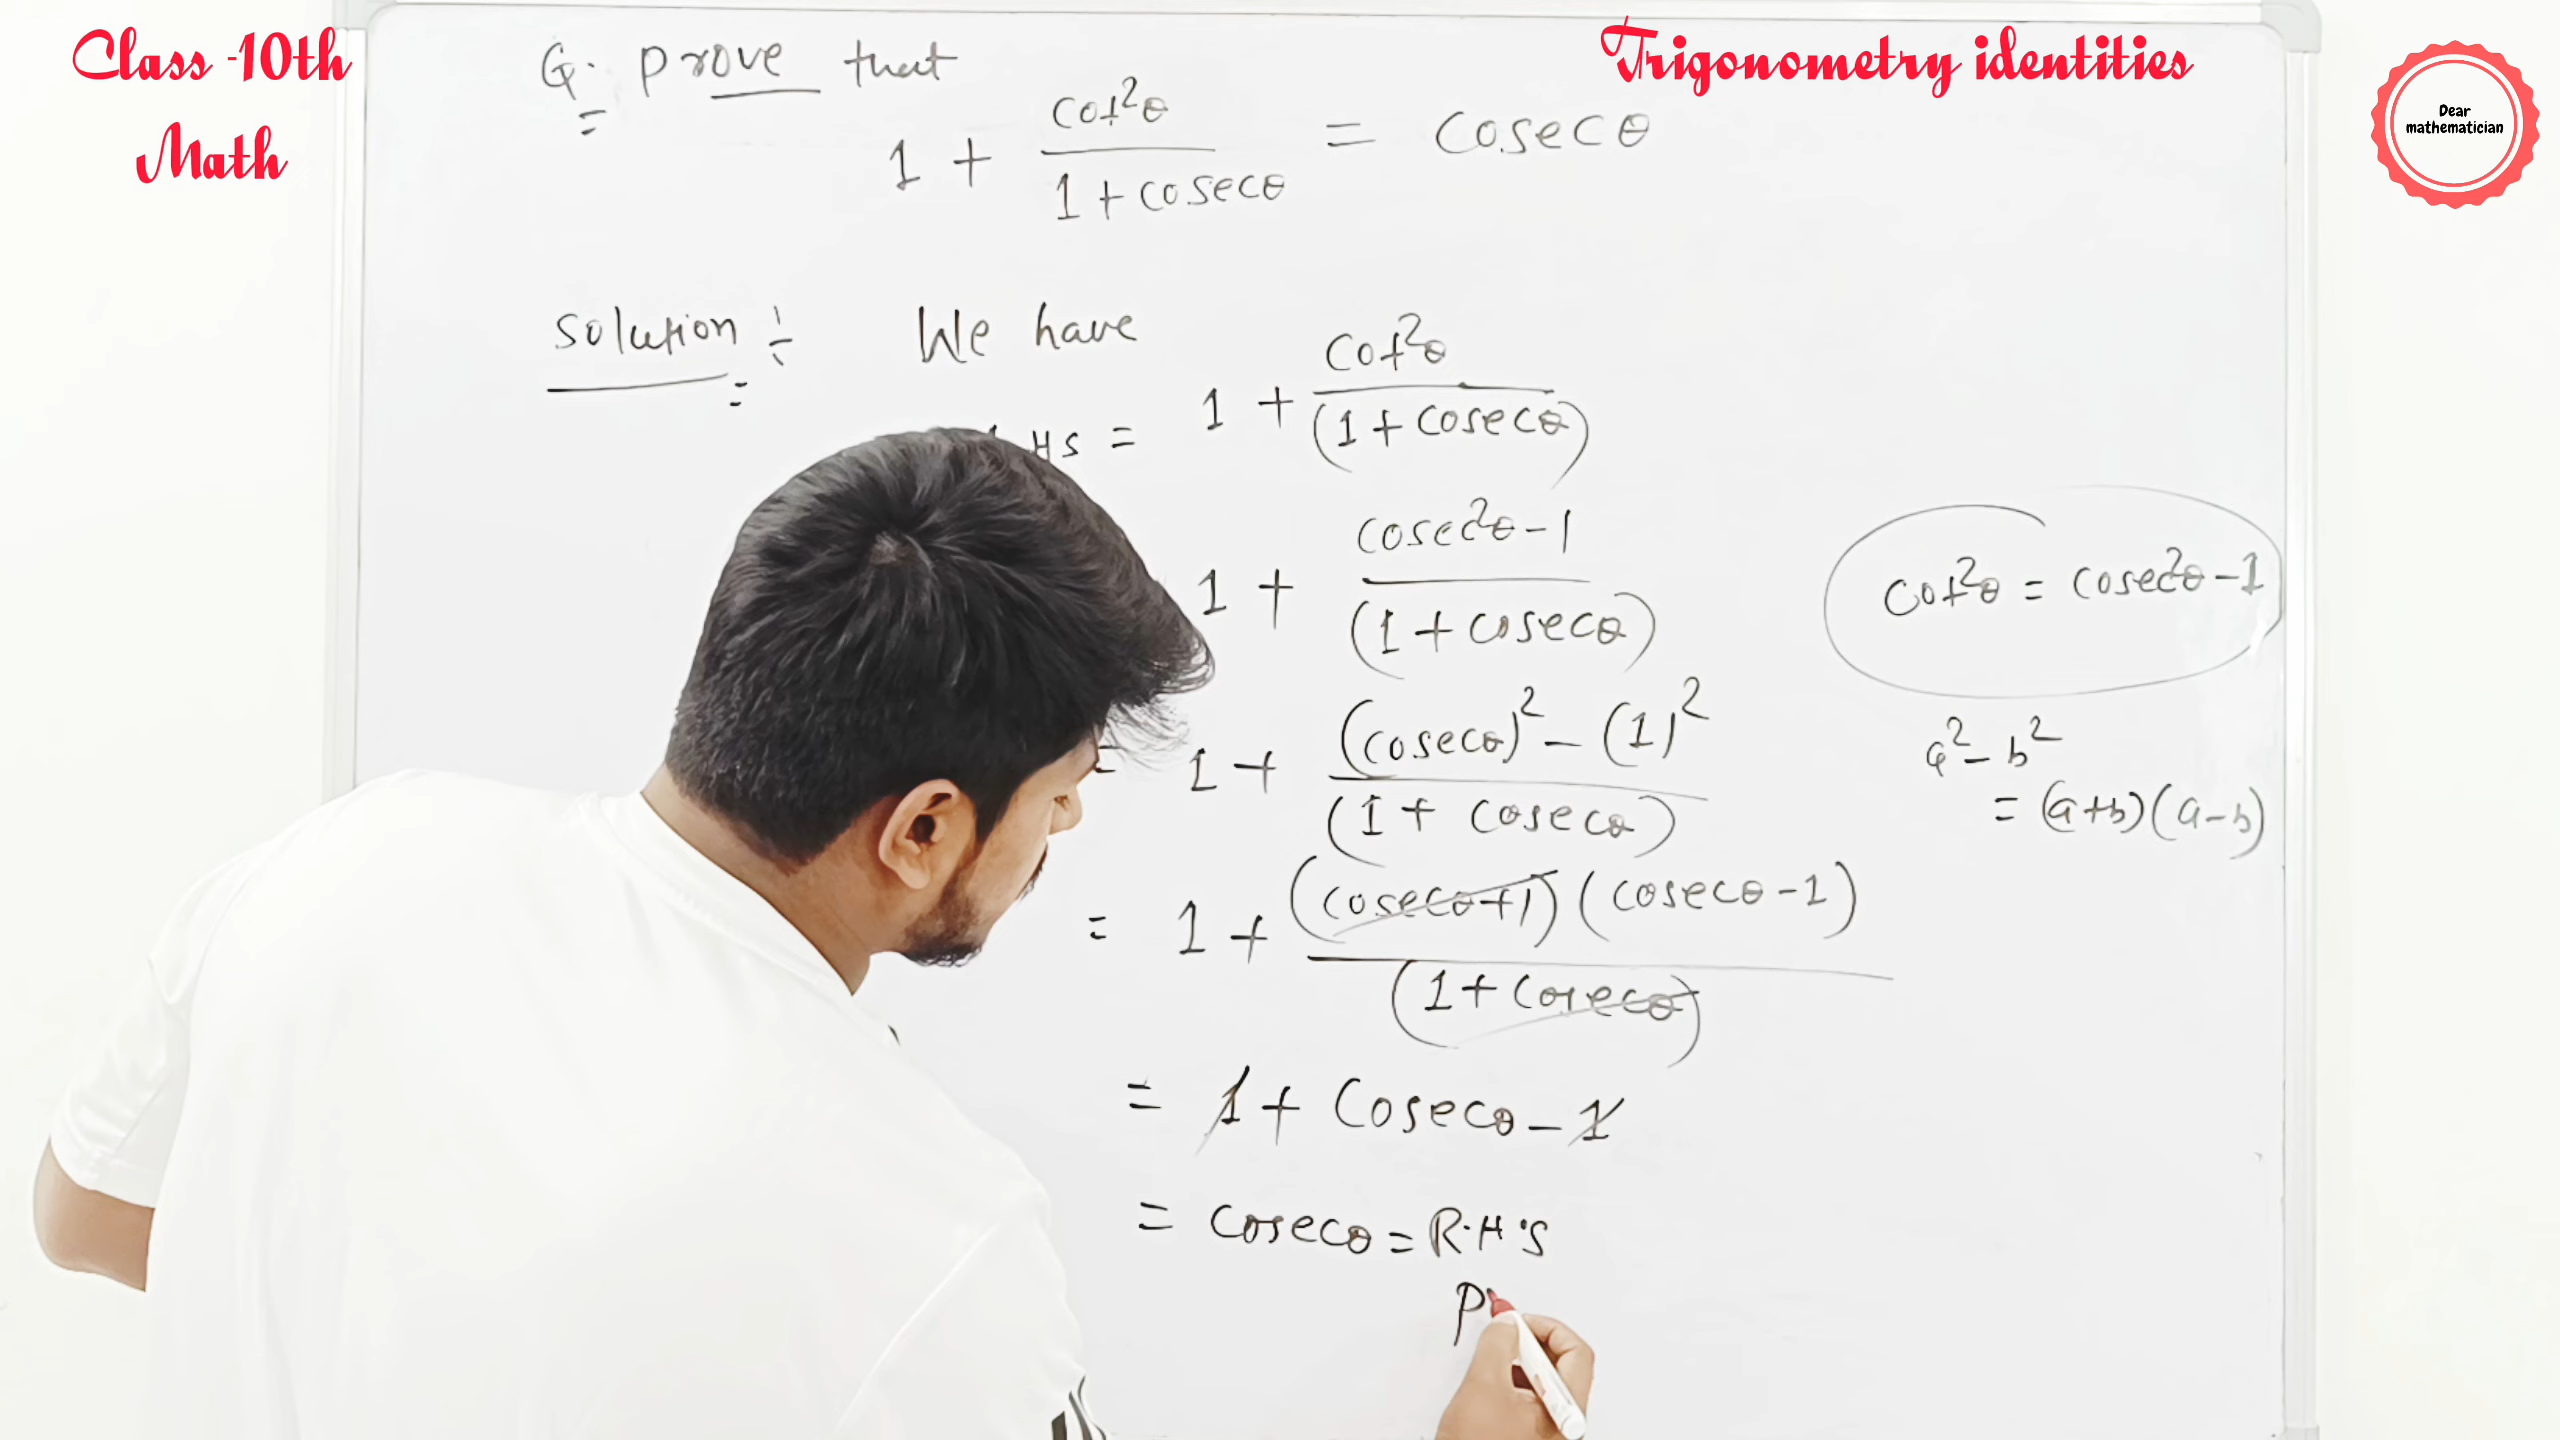 Class -10th
Math
Trigonometry identities
Dear
mathematician
Q. Prove that
1 + cot²θ / 1 + cosecθ = cosecθ
Solution :- We have
HS = 1 + cot²θ / (1 + cosecθ)
1 + cosec²θ - 1 / (1 + cosecθ)
cot²θ = cosec²θ - 1
= 1 + (cosecθ)² - (1)² / (1 + cosecθ)
a² - b²
= (a+b)(a-b)
= 1 + (cosecθ+1)(cosecθ-1) / (1 + cosecθ)
= 1 + cosecθ - 1
= cosecθ = R.H.S
P